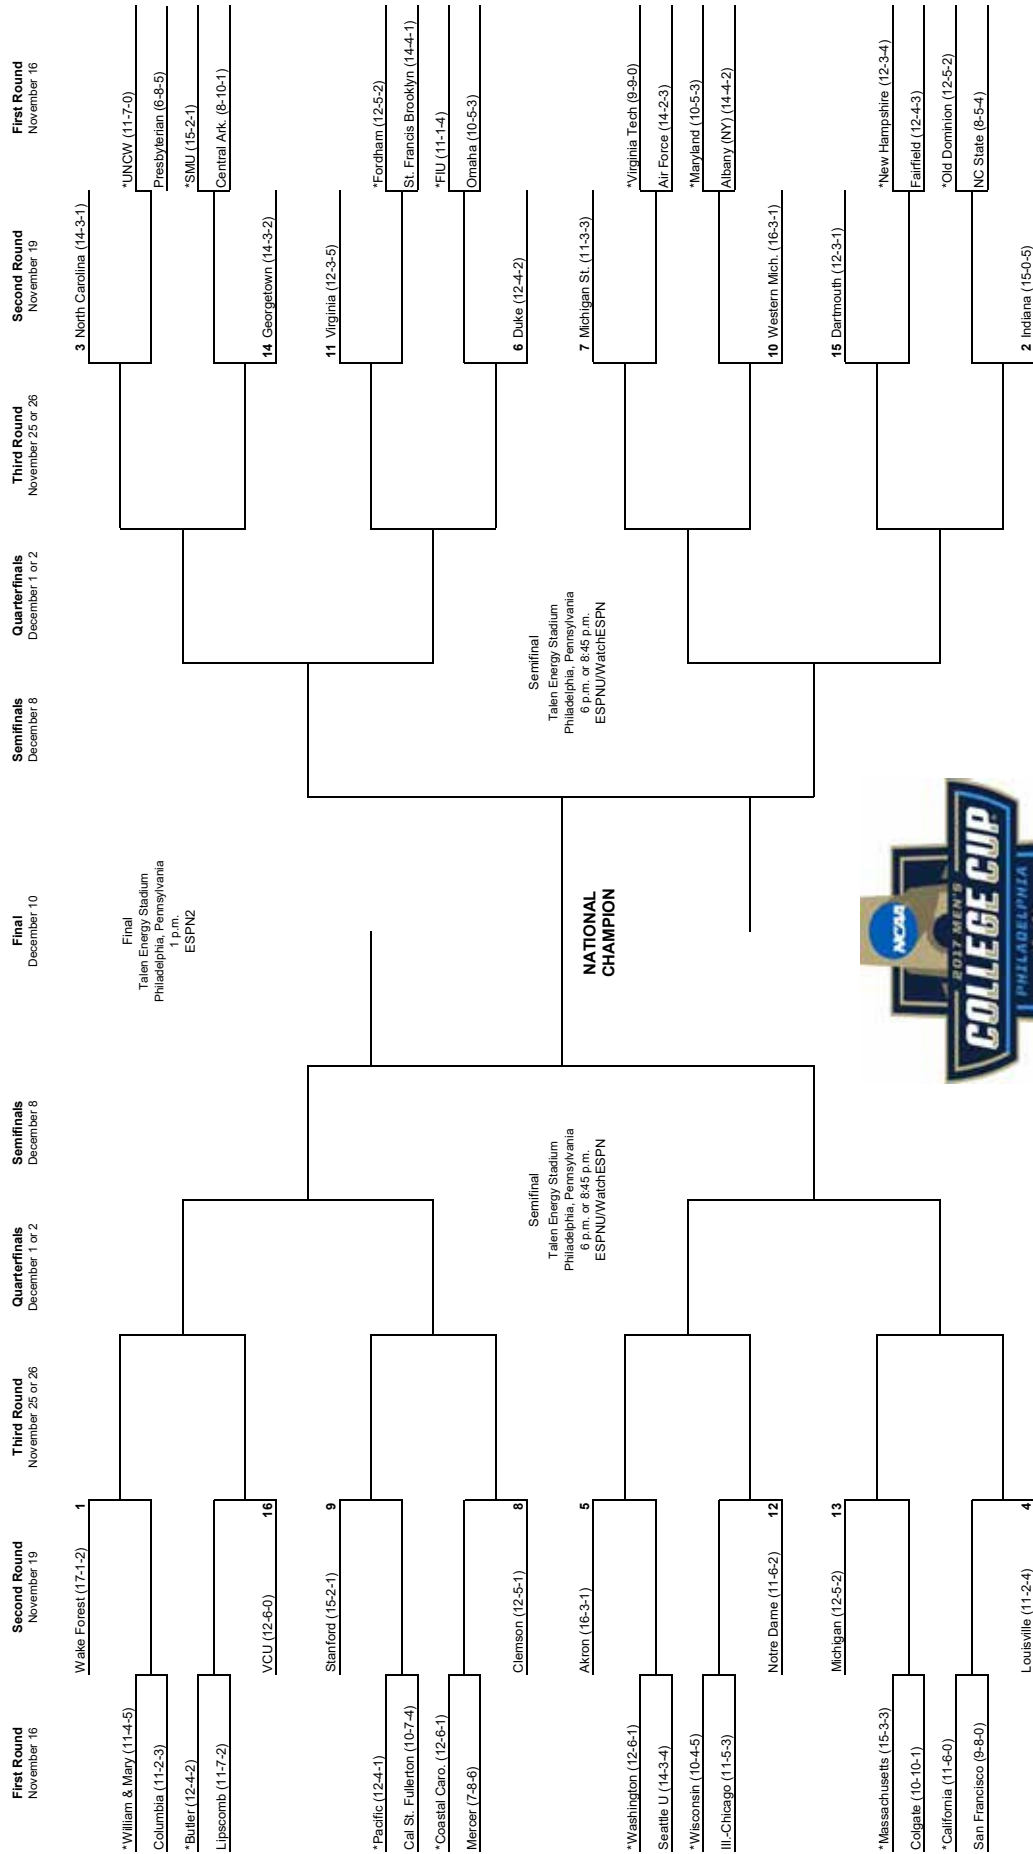 First Round
November 16
Second Round
November 19
Third Round
November 25 or 26
Quarterfinals
December 1 or 2
Semifinals
December 8
Final
December 10
Semifinals
December 8
Quarterfinals
December 1 or 2
Third Round
November 25 or 26
Second Round
November 19
First Round
November 16
Wake Forest (17-1-2)
1
*William & Mary (11-4-5)
Columbia (11-2-3)
*Butler (12-4-2)
Lipscomb (11-7-2)
VCU (12-6-0)
16
Stanford (15-2-1)
9
*Pacific (12-4-1)
Cal St. Fullerton (10-7-4)
*Coastal Caro. (12-6-1)
Mercer (7-8-6)
Clemson (12-5-1)
8
Semifinal
Talen Energy Stadium
Philadelphia, Pennsylvania
6 p.m. or 8:45 p.m.
ESPNU/WatchESPN
Akron (16-3-1)
5
*Washington (12-6-1)
Seattle U (14-3-4)
*Wisconsin (10-4-5)
Ill.-Chicago (11-5-3)
Notre Dame (11-6-2)
12
Michigan (12-5-2)
13
*Massachusetts (15-3-3)
Colgate (10-10-1)
*California (11-6-0)
San Francisco (9-8-0)
Louisville (11-2-4)
4
Final
Talen Energy Stadium
Philadelphia, Pennsylvania
1 p.m.
ESPN2
NATIONAL
CHAMPION
NCAA
2017 MEN'S
COLLEGE CUP
PHILADELPHIA
3 North Carolina (14-3-1)
*UNCW (11-7-0)
Presbyterian (6-8-5)
*SMU (15-2-1)
Central Ark. (8-10-1)
14 Georgetown (14-3-2)
11 Virginia (12-3-5)
*Fordham (12-5-2)
St. Francis Brooklyn (14-4-1)
*FIU (11-1-4)
Omaha (10-5-3)
6 Duke (12-4-2)
Semifinal
Talen Energy Stadium
Philadelphia, Pennsylvania
6 p.m. or 8:45 p.m.
ESPNU/WatchESPN
7 Michigan St. (11-3-3)
*Virginia Tech (9-9-0)
Air Force (14-2-3)
*Maryland (10-5-3)
Albany (NY) (14-4-2)
10 Western Mich. (16-3-1)
15 Dartmouth (12-3-1)
*New Hampshire (12-3-4)
Fairfield (12-4-3)
*Old Dominion (12-5-2)
NC State (8-5-4)
2 Indiana (15-0-5)